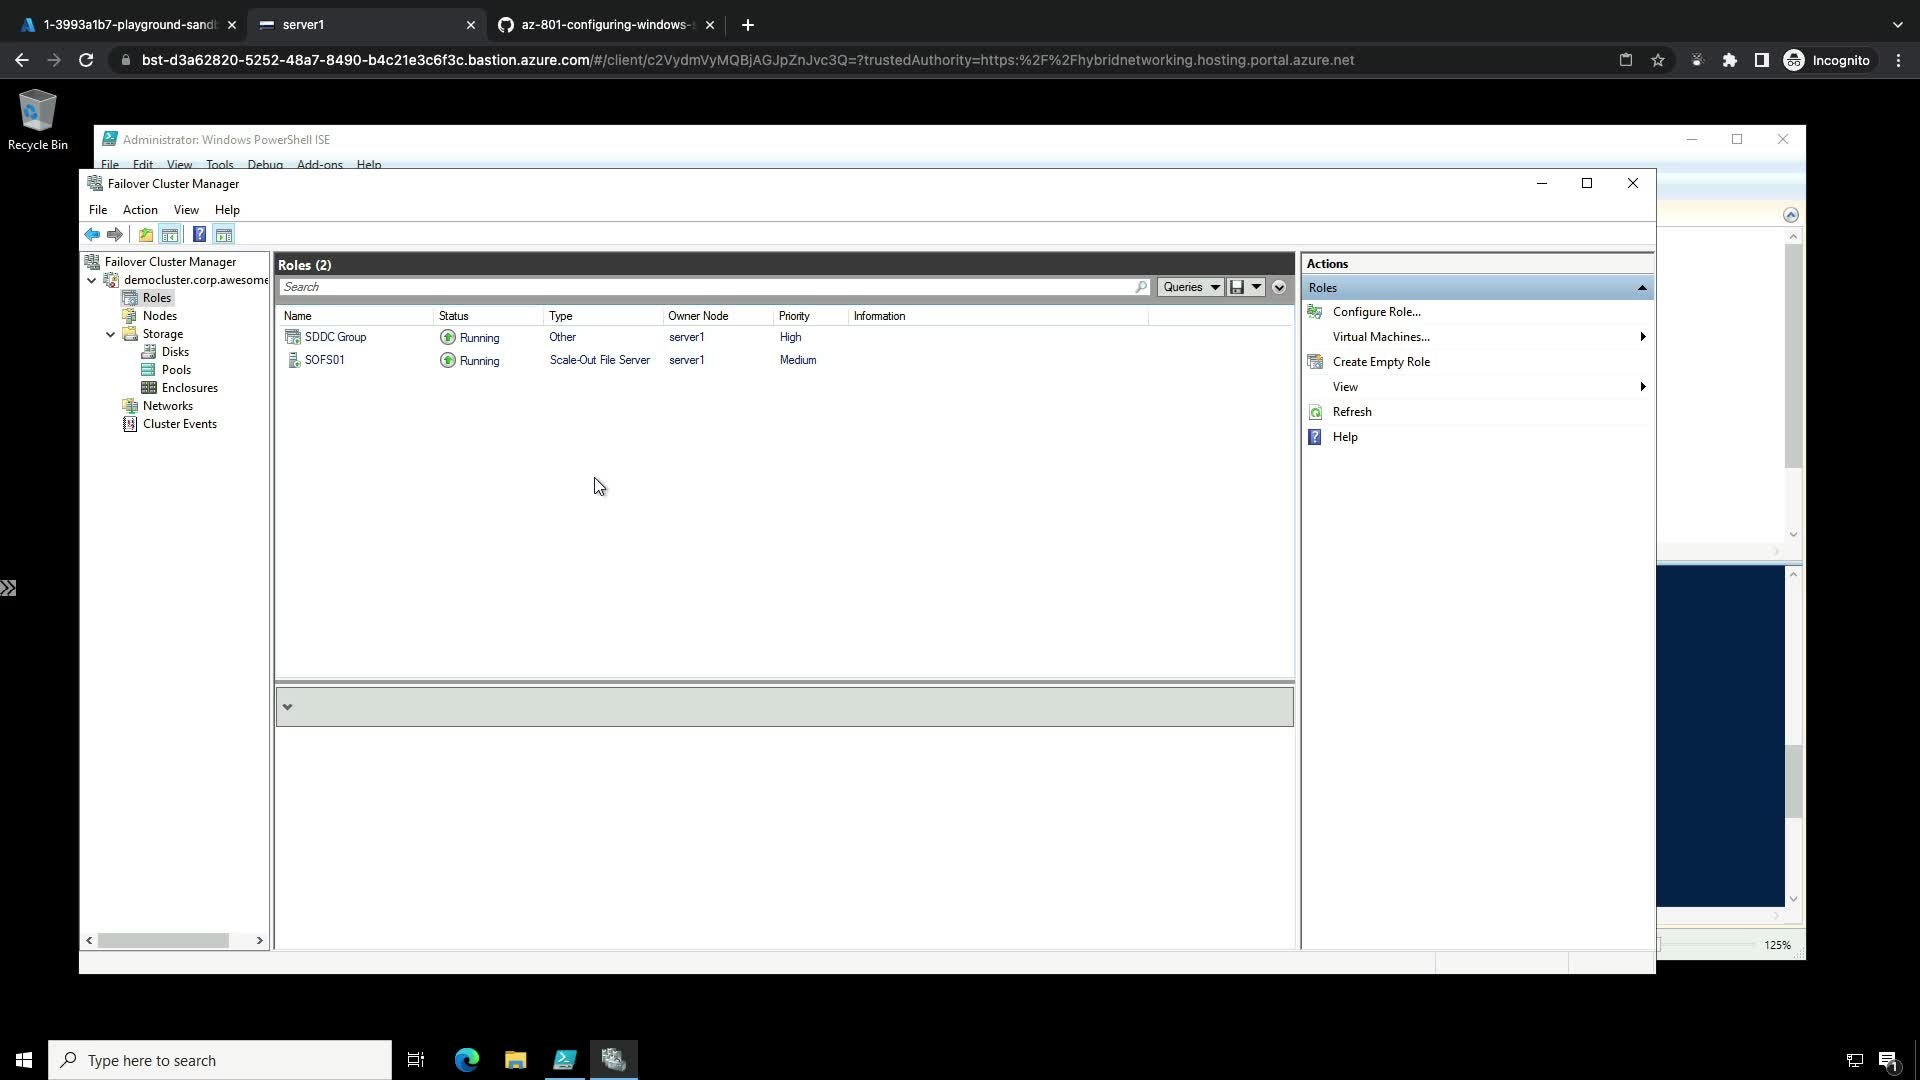 1-3993a1b7-playground-sand
server1
az-801-configuring-windows-
bst-d3a62820-5252-48a7-8490-b4c21e3c6f3c.bastion.azure.com/#/client/c2VydmVyMQBjAGJpZnJvc3Q=?trustedAuthority=https:%2F%2Fhybridnetworking.hosting.portal.azure.net
Incognito
Recycle Bin
Administrator: Windows PowerShell ISE
File Edit View Tools Debug Add-ons Help
Failover Cluster Manager
File Action View Help
Failover Cluster Manager
democluster.corp.awesome
Roles
Nodes
Storage
Disks
Pools
Enclosures
Networks
Cluster Events
Roles (2)
Search
Queries
Name Status Type Owner Node Priority Information
SDDC Group Running Other server1 High
SOFS01 Running Scale-Out File Server server1 Medium
Actions
Roles
Configure Role...
Virtual Machines...
Create Empty Role
View
Refresh
Help
125%
Type here to search
1